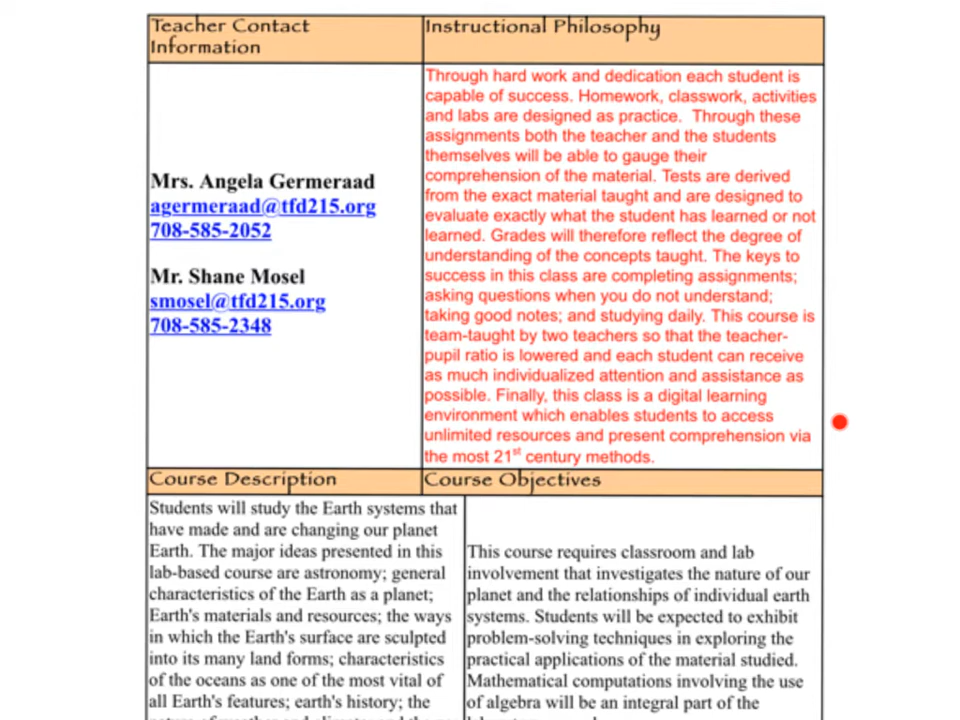 Teacher Contact
Information
Instructional Philosophy
Mrs. Angela Germeraad
agermeraad@tfd215.org
708-585-2052
Mr. Shane Mosel
smosel@tfd215.org
708-585-2348
Through hard work and dedication each student is
capable of success. Homework, classwork, activities
and labs are designed as practice.  Through these
assignments both the teacher and the students
themselves will be able to gauge their
comprehension of the material. Tests are derived
from the exact material taught and are designed to
evaluate exactly what the student has learned or not
learned. Grades will therefore reflect the degree of
understanding of the concepts taught. The keys to
success in this class are completing assignments;
asking questions when you do not understand;
taking good notes; and studying daily. This course is
team-taught by two teachers so that the teacher-
pupil ratio is lowered and each student can receive
as much individualized attention and assistance as
possible. Finally, this class is a digital learning
environment which enables students to access
unlimited resources and present comprehension via
the most 21st century methods.
Course Description
Course Objectives
Students will study the Earth systems that
have made and are changing our planet
Earth. The major ideas presented in this
lab-based course are astronomy; general
characteristics of the Earth as a planet;
Earth's materials and resources; the ways
in which the Earth's surface are sculpted
into its many land forms; characteristics
of the oceans as one of the most vital of
all Earth's features; earth's history; the
This course requires classroom and lab
involvement that investigates the nature of our
planet and the relationships of individual earth
systems. Students will be expected to exhibit
problem-solving techniques in exploring the
practical applications of the material studied.
Mathematical computations involving the use
of algebra will be an integral part of the